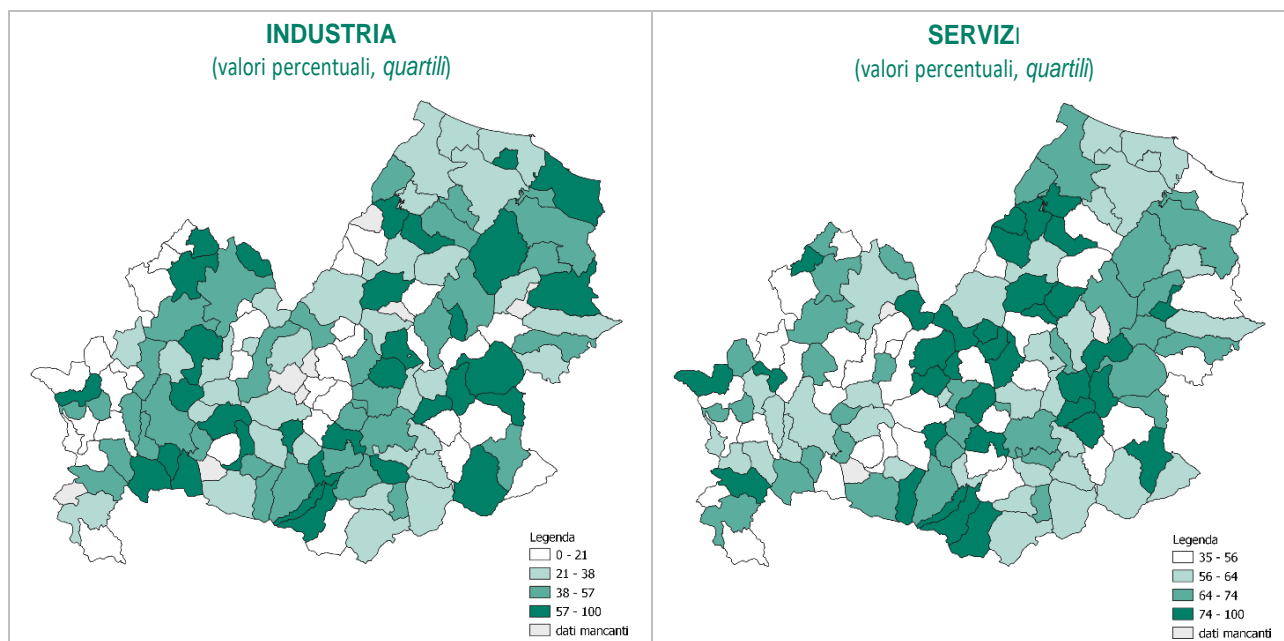 INDUSTRIA
(valori percentuali, quartili)
Legenda
0 - 21
21 - 38
38 - 57
57 - 100
dati mancanti
SERVIZI
(valori percentuali, quartili)
Legenda
35 - 56
56 - 64
64 - 74
74 - 100
dati mancanti